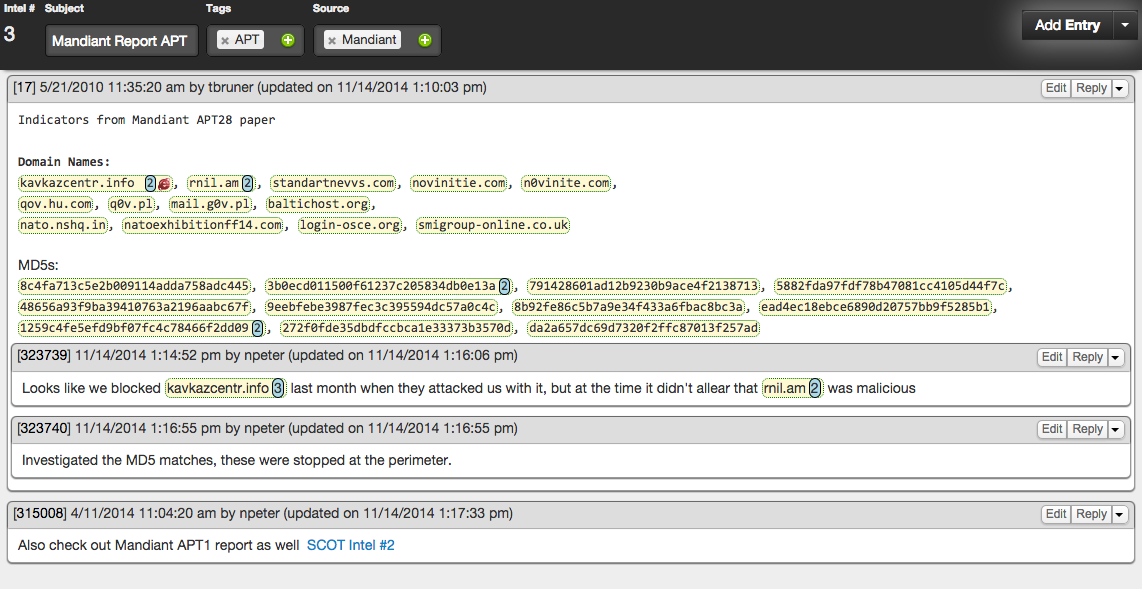 Intel # Subject Tags Source
3 Mandiant Report APT × APT × Mandiant Add Entry
[17] 5/21/2010 11:35:20 am by tbruner (updated on 11/14/2014 1:10:03 pm) Edit Reply
Indicators from Mandiant APT28 paper
Domain Names:
kavkazcentr.info 2, rnil.am 2, standartnevvs.com, novinitie.com, n0vinite.com,
qov.hu.com, q0v.pl, mail.g0v.pl, baltichost.org,
nato.nshq.in, natoexhibitionff14.com, login-osce.org, smigroup-online.co.uk
MD5s:
8c4fa713c5e2b009114adda758adc445, 3b0ecd011500f61237c205834db0e13a 2, 791428601ad12b9230b9ace4f2138713, 5882fda97fdf78b47081cc4105d44f7c,
48656a93f9ba39410763a2196aabc67f, 9eebfebe3987fec3c395594dc57a0c4c, 8b92fe86c5b7a9e34f433a6fbac8bc3a, ead4ec18ebce6890d20757bb9f5285b1,
1259c4fe5efd9bf07fc4c78466f2dd09 2, 272f0fde35dbdfccbca1e33373b3570d, da2a657dc69d7320f2ffc87013f257ad
[323739] 11/14/2014 1:14:52 pm by npeter (updated on 11/14/2014 1:16:06 pm) Edit Reply
Looks like we blocked kavkazcentr.info 3 last month when they attacked us with it, but at the time it didn't allear that rnil.am 2 was malicious
[323740] 11/14/2014 1:16:55 pm by npeter (updated on 11/14/2014 1:16:55 pm) Edit Reply
Investigated the MD5 matches, these were stopped at the perimeter.
[315008] 4/11/2014 11:04:20 am by npeter (updated on 11/14/2014 1:17:33 pm) Edit Reply
Also check out Mandiant APT1 report as well SCOT Intel #2